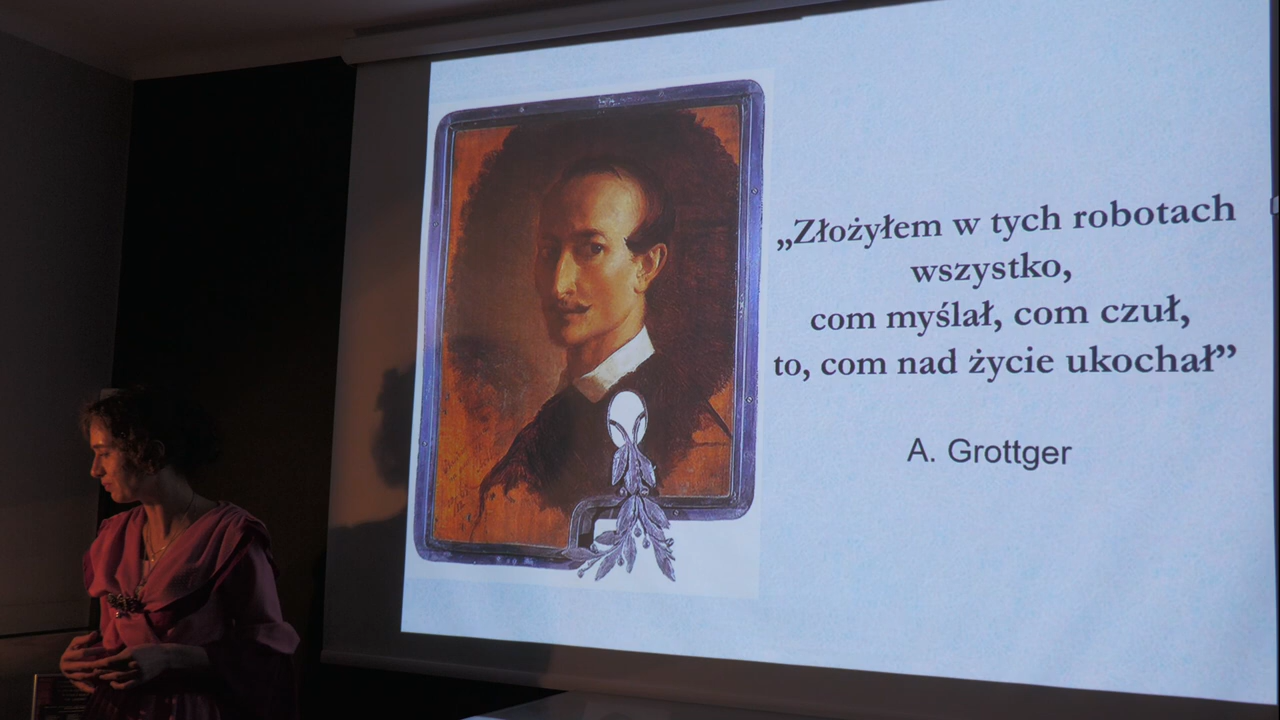 „Złożyłem w tych robotach
wszystko,
com myślał, com czuł,
to, com nad życie ukochał”
A. Grottger